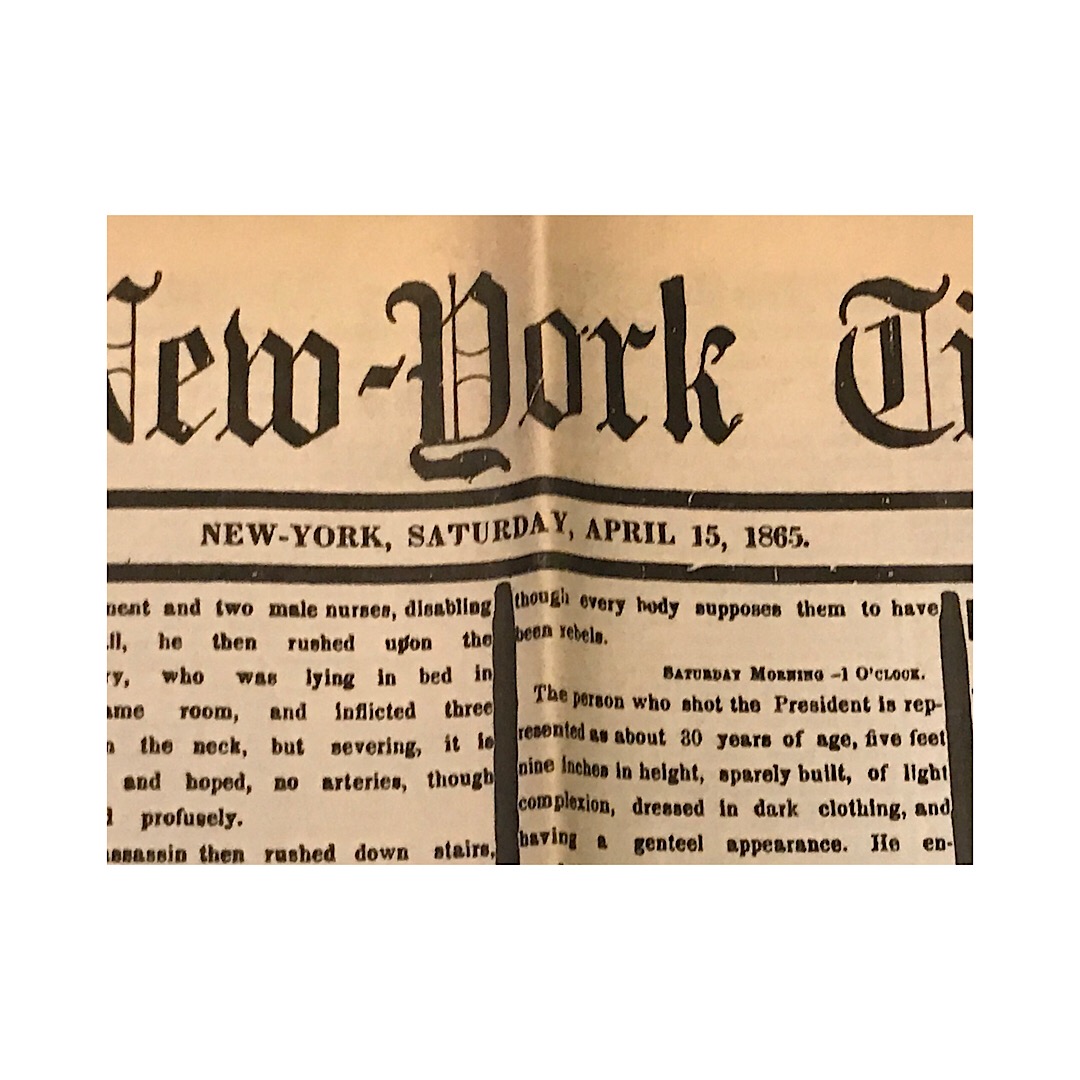 New-York Ti
NEW-YORK, SATURDAY, APRIL 15, 1865.
and two male nurses, disabling
he then rushed upon the
who was lying in bed in
room, and inflicted three
the neck, but severing, it is
and hoped, no arteries, though
profusely.
assassin then rushed down stairs,
though every body supposes them to have
been rebels.
SATURDAY MORNING -1 O'CLOCK.
The person who shot the President is rep-
resented as about 30 years of age, five feet
nine inches in height, sparely built, of light
complexion, dressed in dark clothing, and
having a genteel appearance. He en-